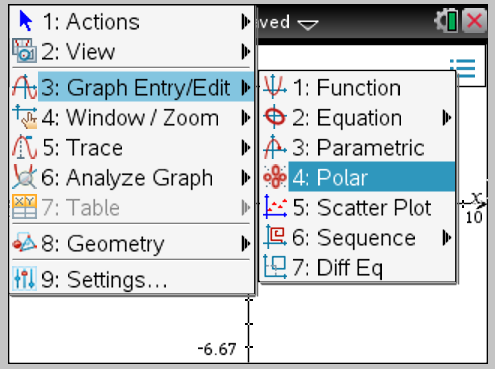 1: Actions
2: View
3: Graph Entry/Edit
4: Window / Zoom
5: Trace
6: Analyze Graph
7: Table
8: Geometry
9: Settings...
ved
1: Function
2: Equation
3: Parametric
4: Polar
5: Scatter Plot
6: Sequence
7: Diff Eq
x
10
-6.67